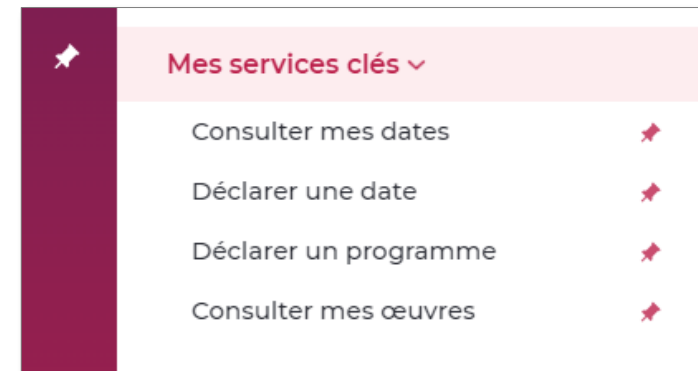 Mes services clés
Consulter mes dates
Déclarer une date
Déclarer un programme
Consulter mes œuvres